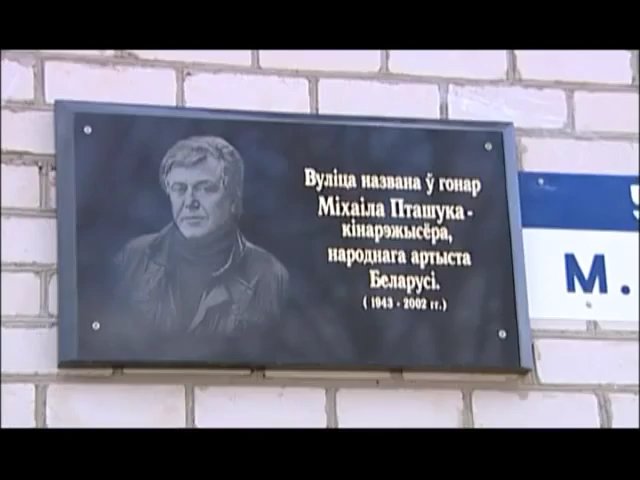 Вуліца названа ў гонар
Міхаіла Пташука -
кінарэжысёра,
народнага артыста
Беларусі.
( 1943 - 2002 гг.)
М.